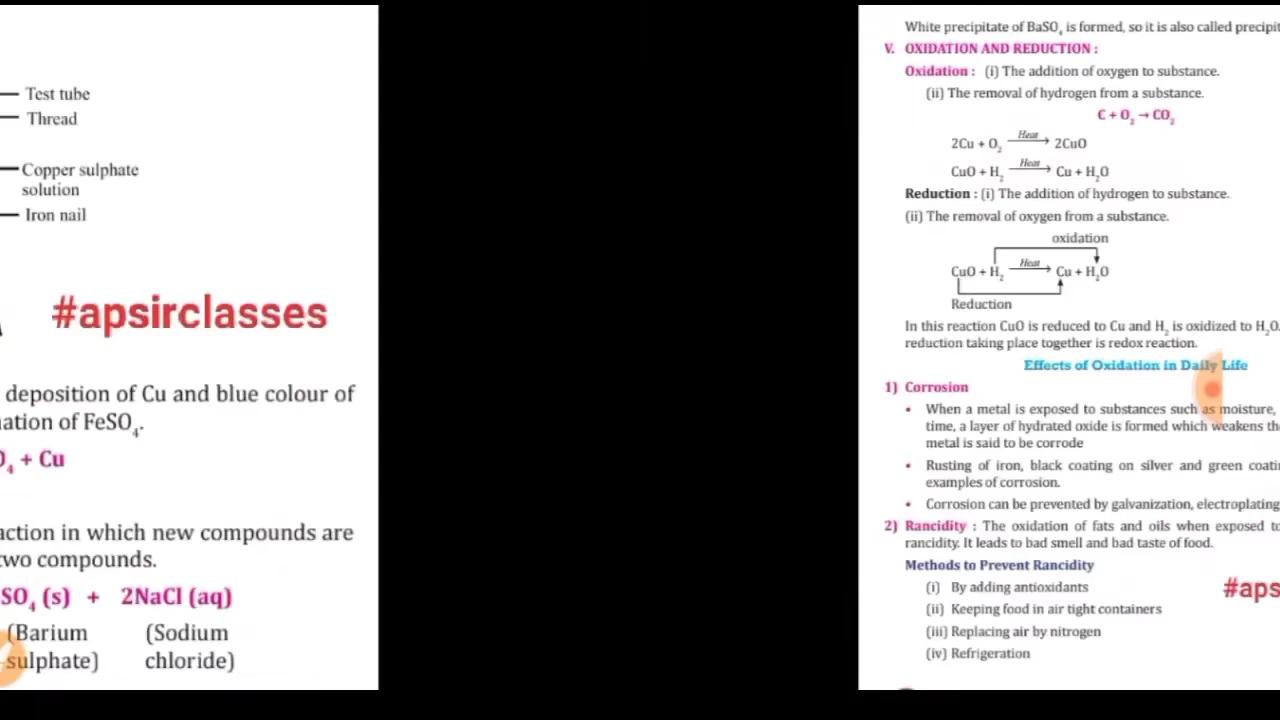 Test tube
Thread
Copper sulphate
solution
Iron nail
#apsirclasses
deposition of Cu and blue colour of
ation of FeSO₄.
O₄ + Cu
action in which new compounds are
two compounds.
SO₄ (s) + 2NaCl (aq)
(Barium (Sodium
sulphate) chloride)
White precipitate of BaSO₄ is formed, so it is also called precipit
V. OXIDATION AND REDUCTION :
Oxidation : (i) The addition of oxygen to substance.
(ii) The removal of hydrogen from a substance.
C + O₂ → CO₂
2Cu + O₂ Heat → 2CuO
CuO + H₂ Heat → Cu + H₂O
Reduction : (i) The addition of hydrogen to substance.
(ii) The removal of oxygen from a substance.
oxidation
CuO + H₂ Heat → Cu + H₂O
Reduction
In this reaction CuO is reduced to Cu and H₂ is oxidized to H₂O.
reduction taking place together is redox reaction.
Effects of Oxidation in Daily Life
1) Corrosion
• When a metal is exposed to substances such as moisture,
time, a layer of hydrated oxide is formed which weakens th
metal is said to be corrode
• Rusting of iron, black coating on silver and green coati
examples of corrosion.
• Corrosion can be prevented by galvanization, electroplating
2) Rancidity : The oxidation of fats and oils when exposed to
rancidity. It leads to bad smell and bad taste of food.
Methods to Prevent Rancidity
(i) By adding antioxidants
#aps
(ii) Keeping food in air tight containers
(iii) Replacing air by nitrogen
(iv) Refrigeration